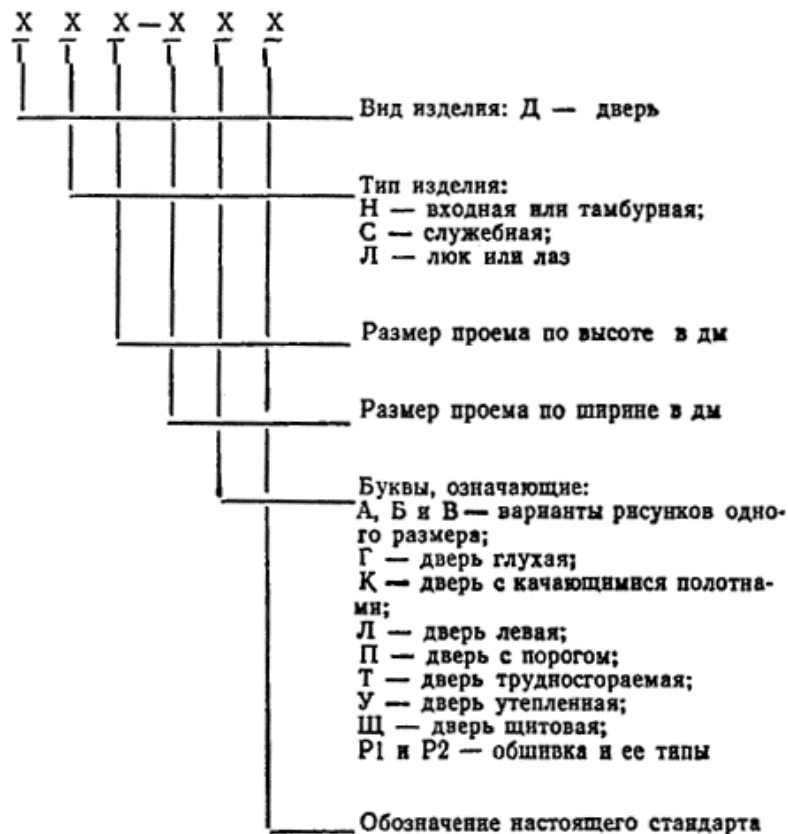 Х Х Х — Х Х Х
Вид изделия: Д — дверь
Тип изделия:
Н — входная или тамбурная;
С — служебная;
Л — люк или лаз
Размер проема по высоте в дм
Размер проема по ширине в дм
Буквы, означающие:
А, Б и В — варианты рисунков одно-
го размера;
Г — дверь глухая;
К — дверь с качающимися полотна-
ми;
Л — дверь левая;
П — дверь с порогом;
Т — дверь трудносгораемая;
У — дверь утепленная;
Щ — дверь щитовая;
Р1 и Р2 — обшивка и ее типы
Обозначение настоящего стандарта